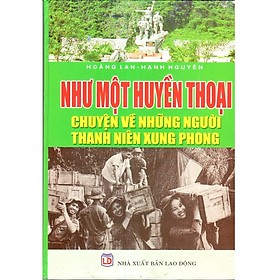 HOÀNG LAN-HẠNH NGUYÊN
NHƯ MỘT HUYỀN THOẠI
CHUYỆN VỀ NHỮNG NGƯỜI
THANH NIÊN XUNG PHONG
LĐ
NHÀ XUẤT BẢN LAO ĐỘNG